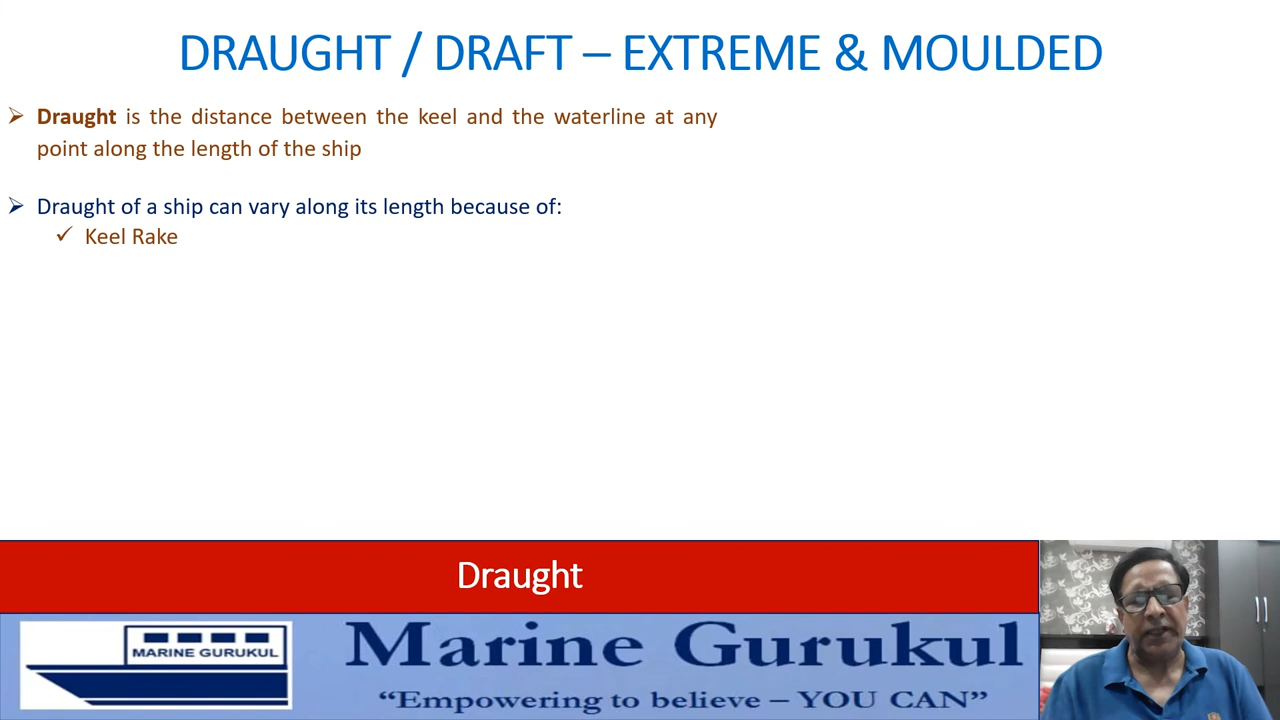 DRAUGHT / DRAFT – EXTREME & MOULDED
Draught is the distance between the keel and the waterline at any
point along the length of the ship
Draught of a ship can vary along its length because of:
Keel Rake
Draught
MARINE GURUKUL
Marine Gurukul
“Empowering to believe – YOU CAN”